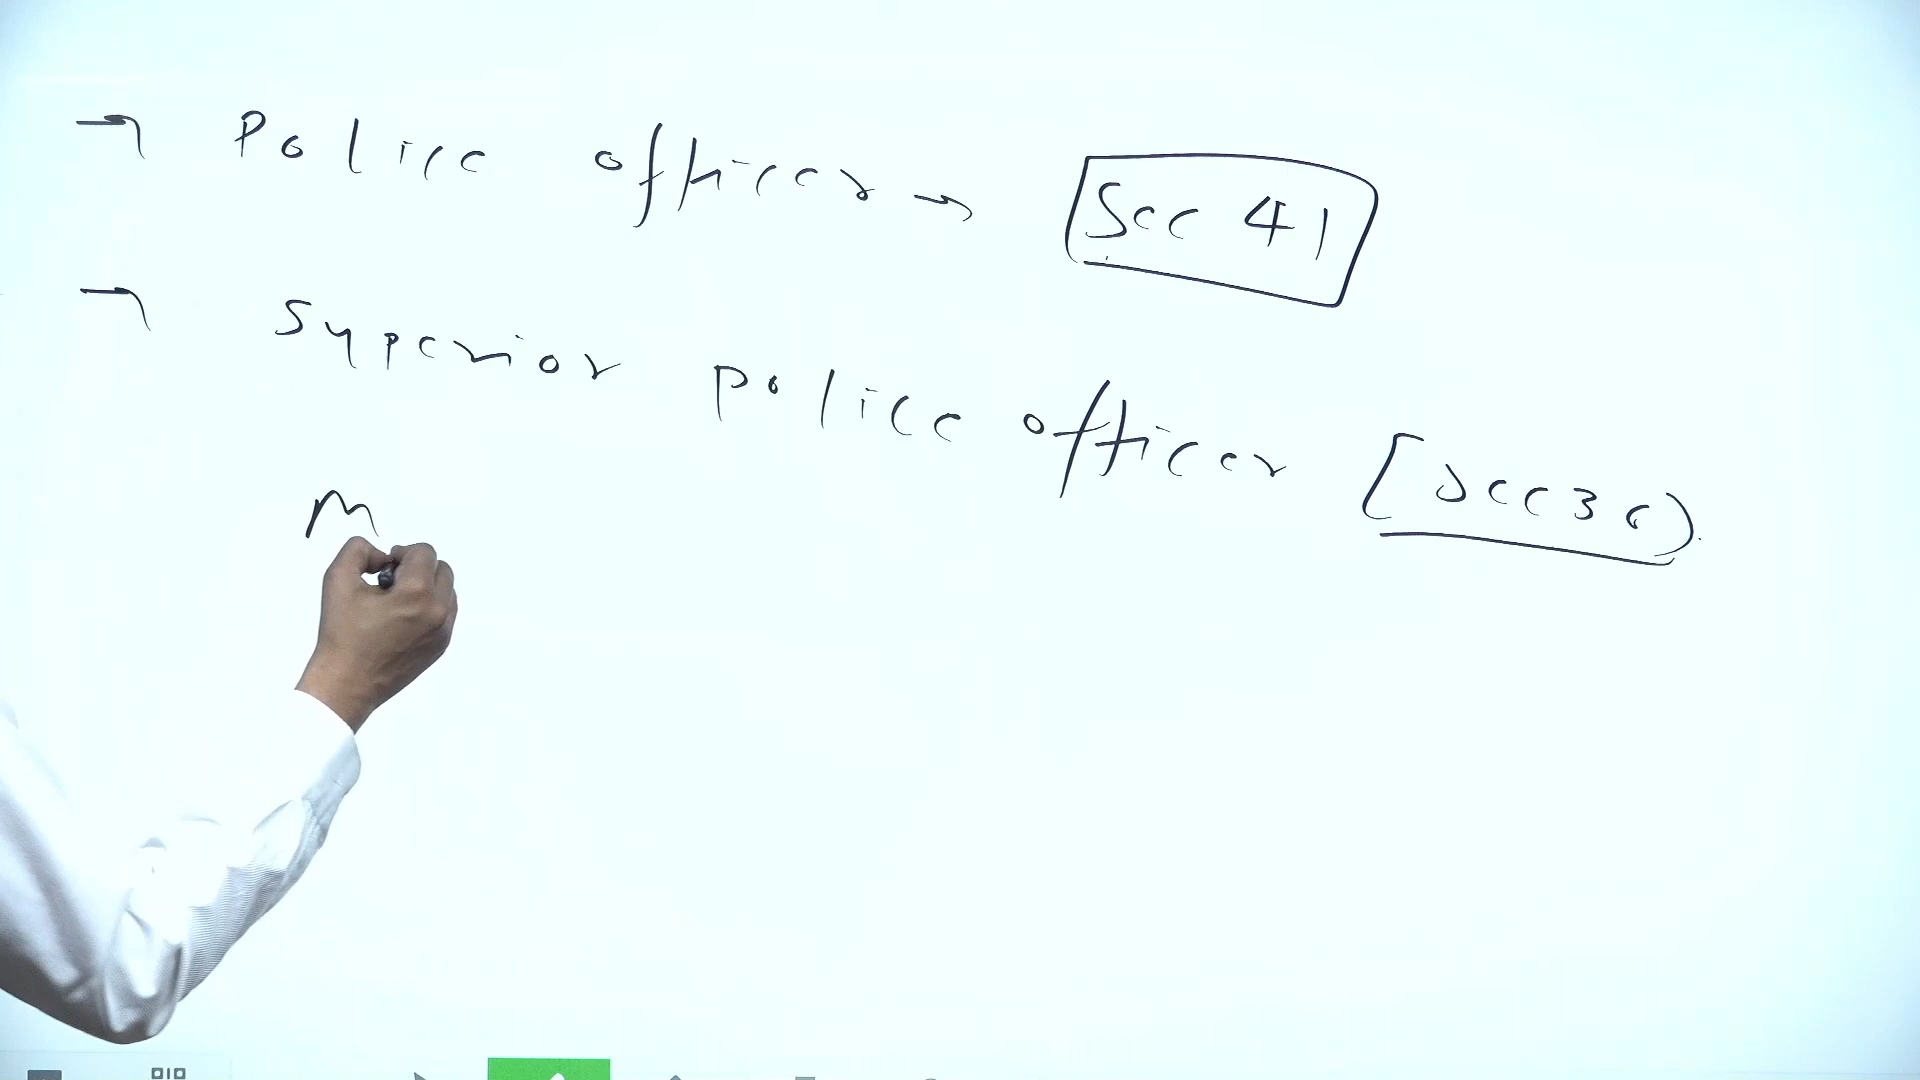 → Police officer → Sec 41
→ Superior police officer [Sec 36)
M